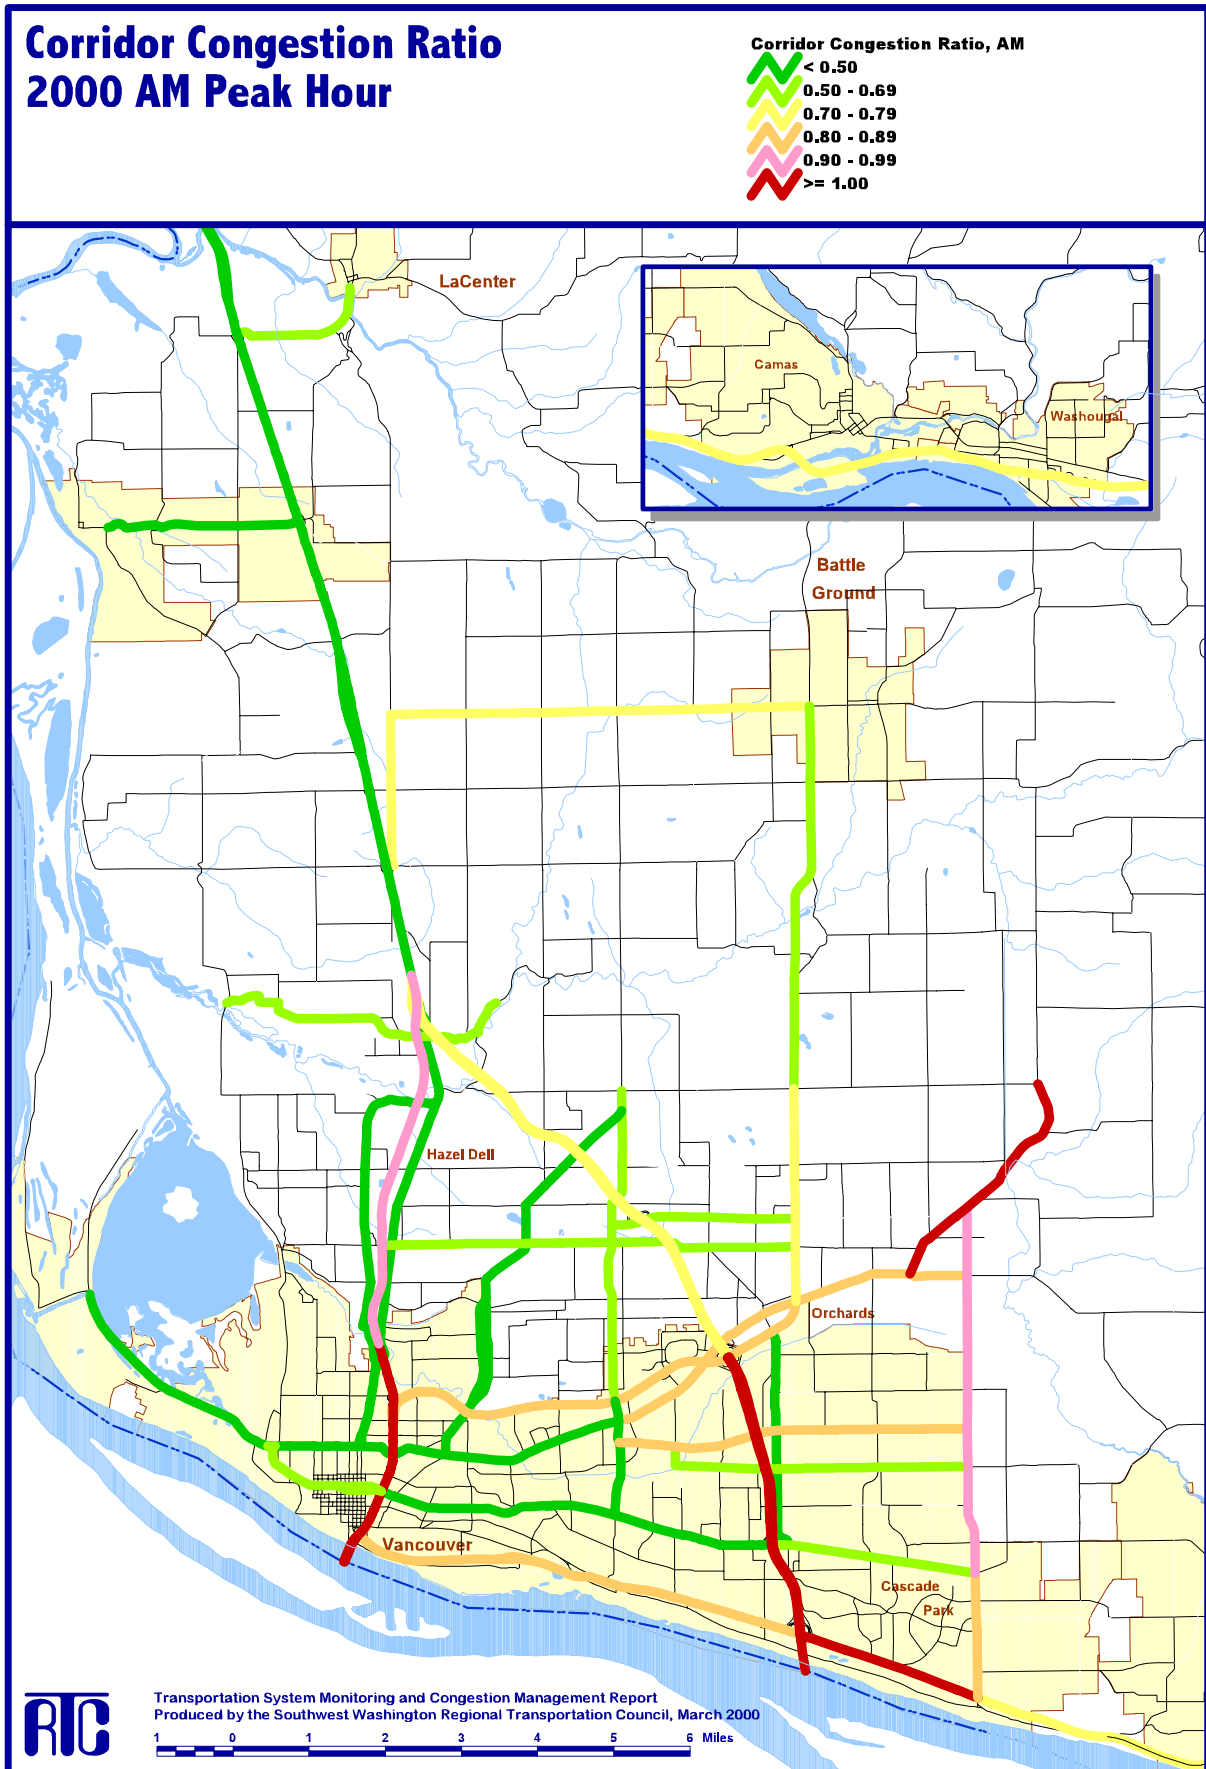 Corridor Congestion Ratio
2000 AM Peak Hour
Corridor Congestion Ratio, AM
< 0.50
0.50 - 0.69
0.70 - 0.79
0.80 - 0.89
0.90 - 0.99
>= 1.00
LaCenter
Camas
Washougal
Battle
Ground
Hazel Dell
Orchards
Vancouver
Cascade
Park
RTC
Transportation System Monitoring and Congestion Management Report
Produced by the Southwest Washington Regional Transportation Council, March 2000
1 0 1 2 3 4 5 6 Miles